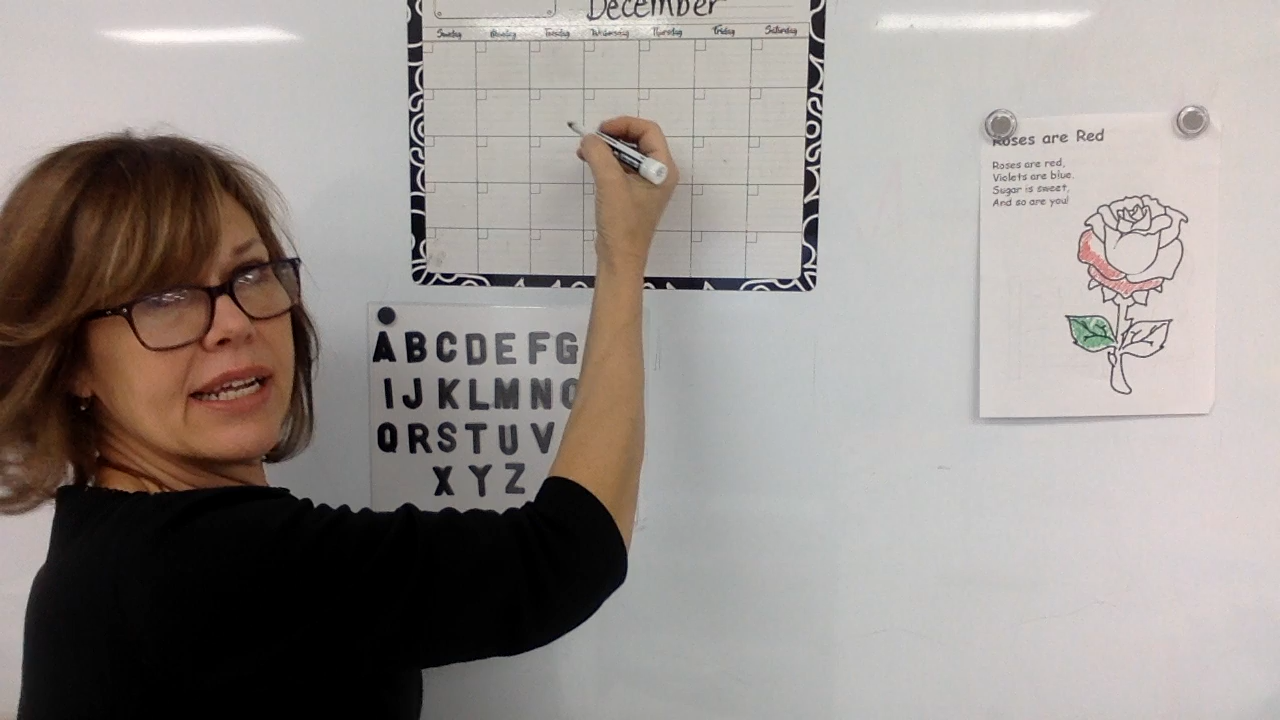 December
Sunday Monday Tuesday Wednesday Thursday Friday Saturday
ABCDEFG
IJKLMNO
QRSTUV
XYZ
Roses are Red
Roses are red,
Violets are blue.
Sugar is sweet,
And so are you!